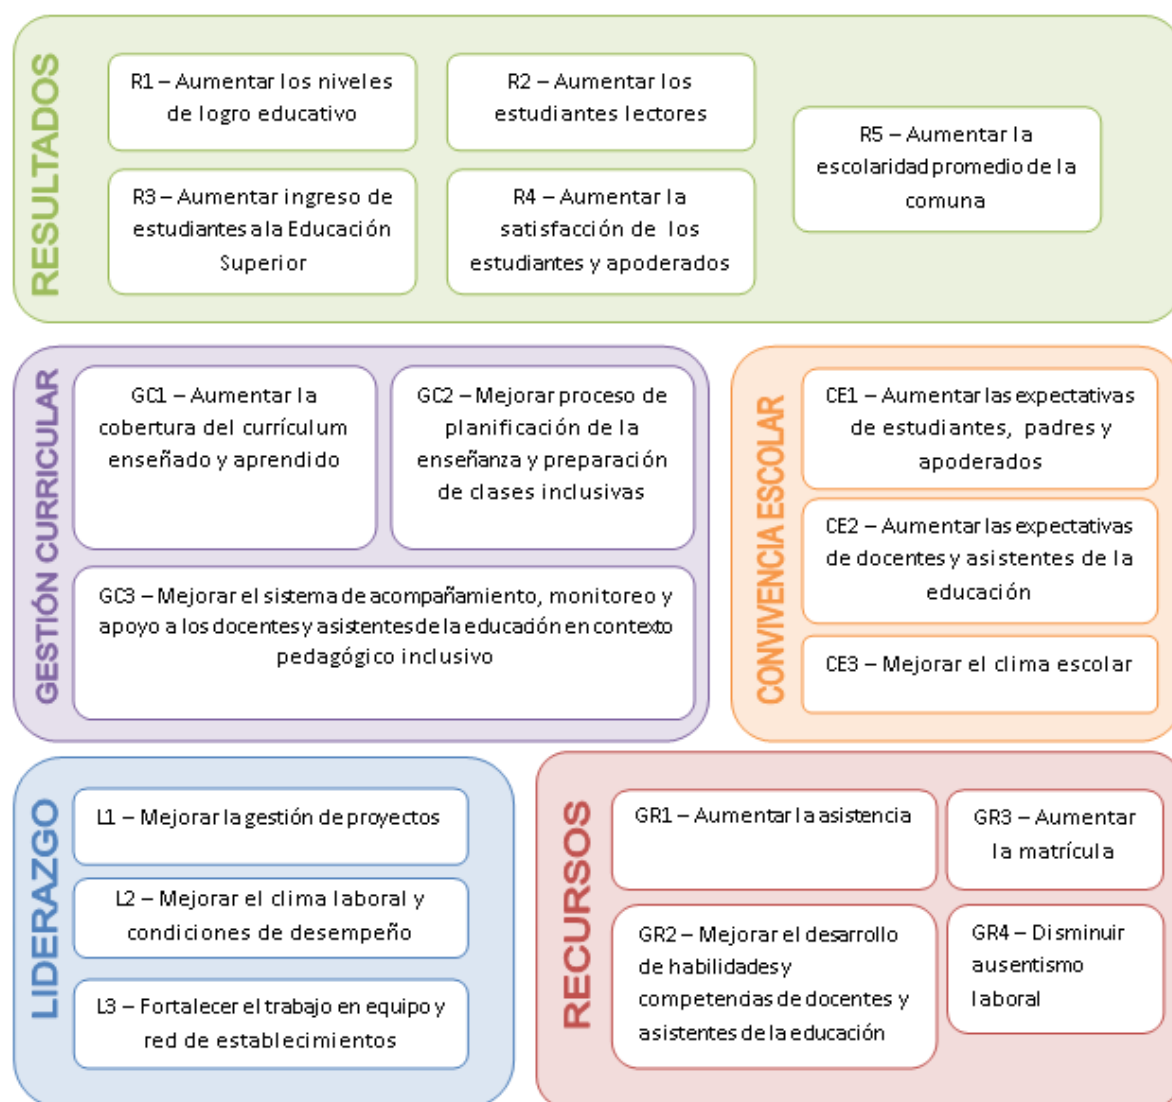 RESULTADOS
R1 – Aumentar los niveles
de logro educativo
R2 – Aumentar los
estudiantes lectores
R3 – Aumentar ingreso de
estudiantes a la Educación
Superior
R4 – Aumentar la
satisfacción de los
estudiantes y apoderados
R5 – Aumentar la
escolaridad promedio de la
comuna
GESTIÓN CURRICULAR
GC1 – Aumentar la
cobertura del currículum
enseñado y aprendido
GC2 – Mejorar proceso de
planificación de la
enseñanza y preparación
de clases inclusivas
GC3 – Mejorar el sistema de acompañamiento, monitoreo y
apoyo a los docentes y asistentes de la educación en contexto
pedagógico inclusivo
CONVIVENCIA ESCOLAR
CE1 – Aumentar las expectativas
de estudiantes, padres y
apoderados
CE2 – Aumentar las expectativas
de docentes y asistentes de la
educación
CE3 – Mejorar el clima escolar
LIDERAZGO
L1 – Mejorar la gestión de proyectos
L2 – Mejorar el clima laboral y
condiciones de desempeño
L3 – Fortalecer el trabajo en equipo y
red de establecimientos
RECURSOS
GR1 – Aumentar la asistencia
GR3 – Aumentar
la matrícula
GR2 – Mejorar el desarrollo
de habilidades y
competencias de docentes y
asistentes de la educación
GR4 – Disminuir
ausentismo
laboral